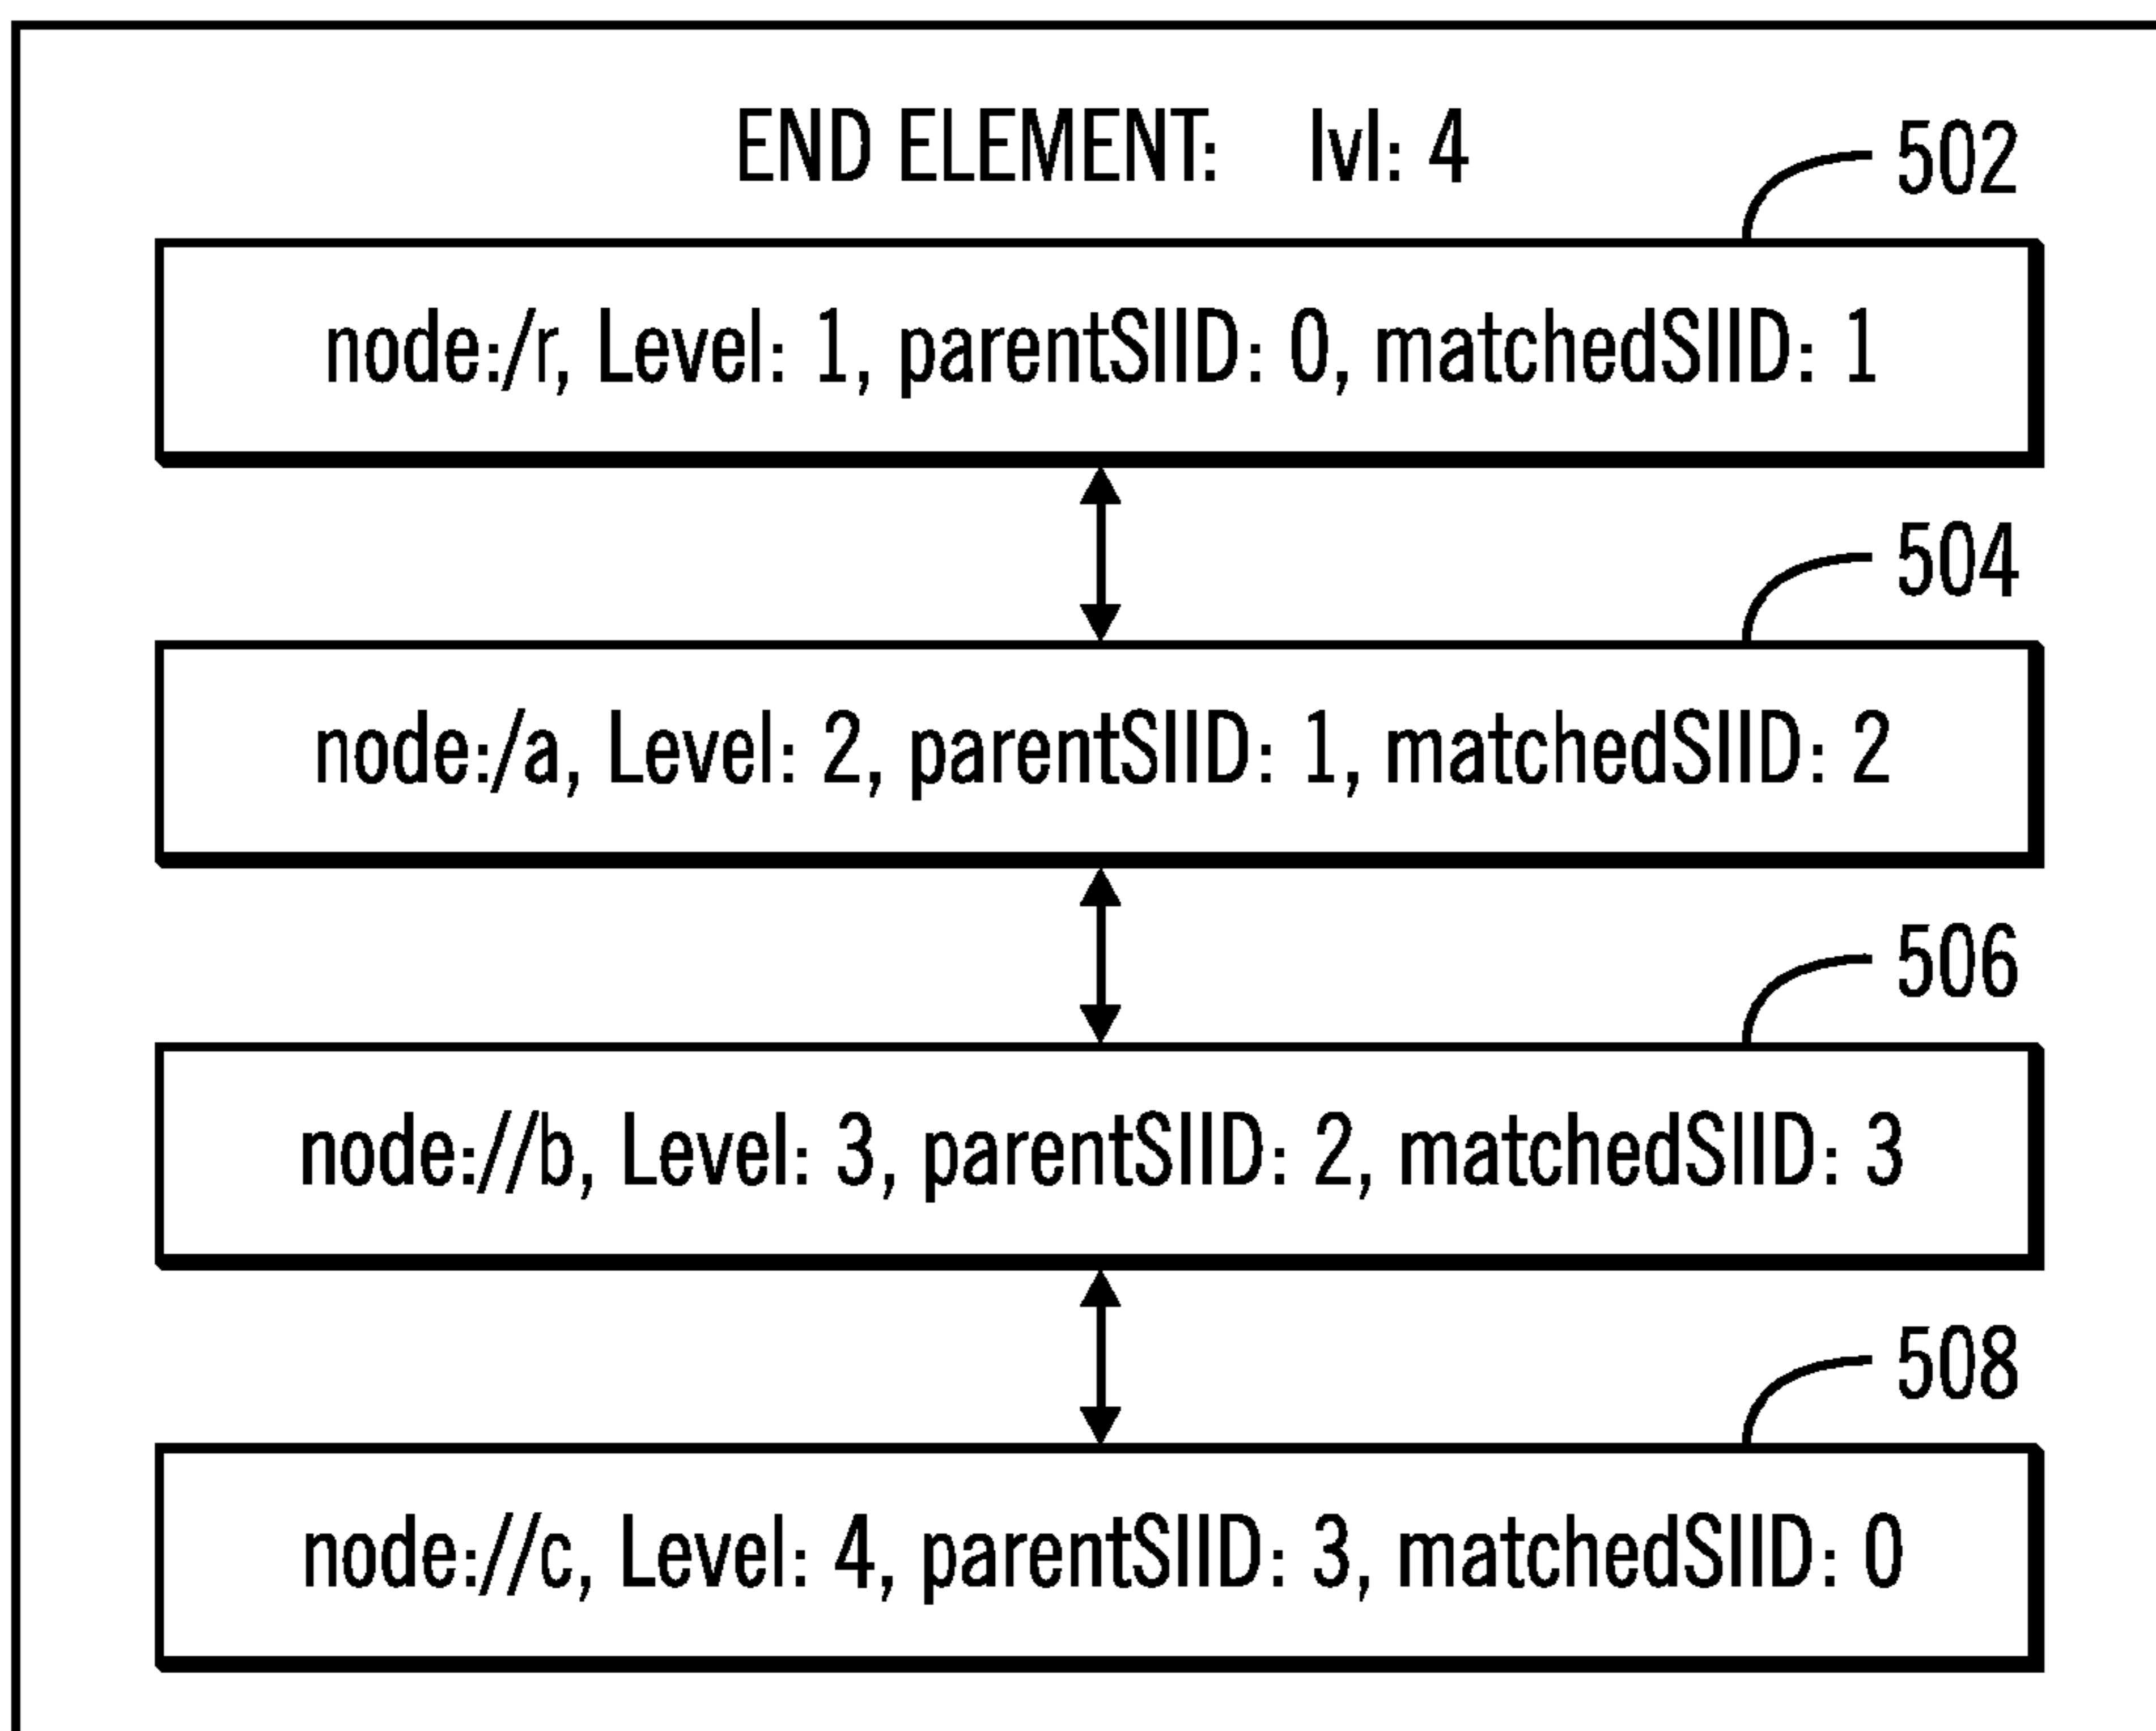 END ELEMENT: lvl: 4
502
node:/r, Level: 1, parentSIID: 0, matchedSIID: 1
504
node:/a, Level: 2, parentSIID: 1, matchedSIID: 2
506
node://b, Level: 3, parentSIID: 2, matchedSIID: 3
508
node://c, Level: 4, parentSIID: 3, matchedSIID: 0